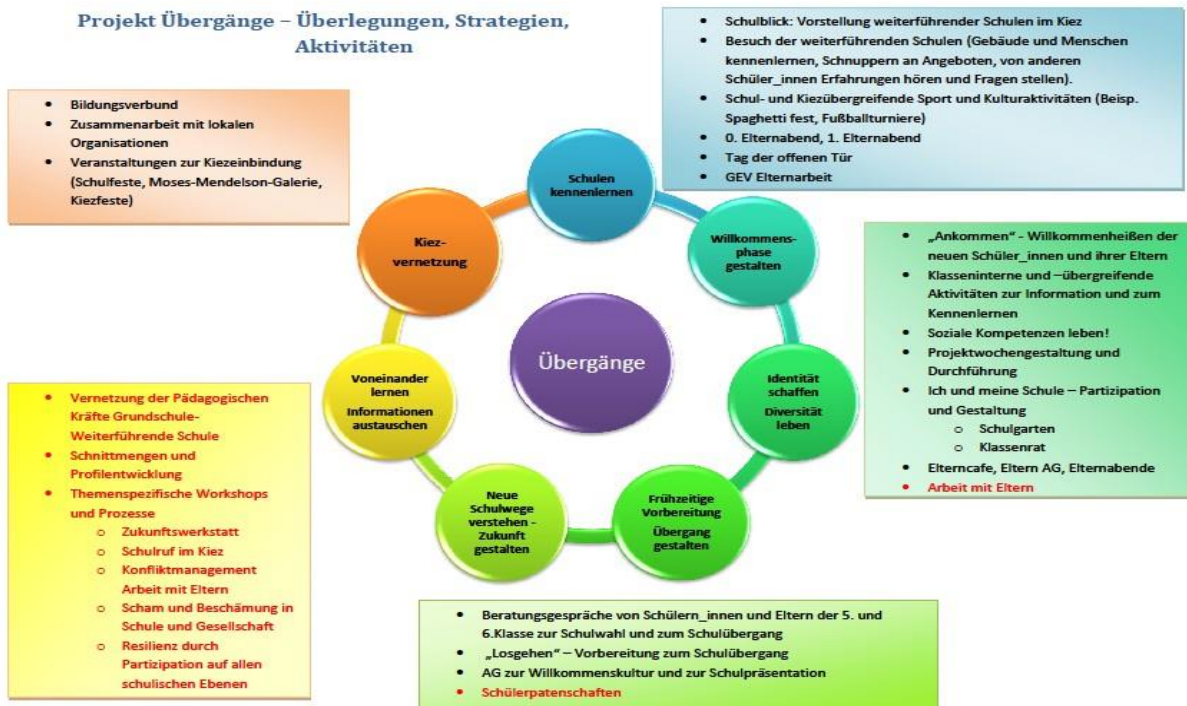 Projekt Übergänge – Überlegungen, Strategien,
Aktivitäten
• Schulblick: Vorstellung weiterführender Schulen im Kiez
• Besuch der weiterführenden Schulen (Gebäude und Menschen
kennenlernen, Schnuppern an Angeboten, von anderen
Schüler_innen Erfahrungen hören und Fragen stellen).
• Schul- und Kiezübergreifende Sport und Kulturaktivitäten (Beisp.
Spaghetti fest, Fußballturniere)
• 0. Elternabend, 1. Elternabend
• Tag der offenen Tür
• GEV Elternarbeit
• Bildungsverbund
• Zusammenarbeit mit lokalen
Organisationen
• Veranstaltungen zur Kiezeinbindung
(Schulfeste, Moses-Mendelson-Galerie,
Kiezfeste)
Schulen
kennenlernen
Willkommens-
phase
gestalten
Kiez-
vernetzung
Übergänge
Identität
schaffen
Diversität
leben
Voneinander
lernen
Informationen
austauschen
Neue
Schulwege
verstehen -
Zukunft
gestalten
Frühzeitige
Vorbereitung
Übergang
gestalten
• „Ankommen“ - Willkommenheißen der
neuen Schüler_innen und ihrer Eltern
• Klasseninterne und –übergreifende
Aktivitäten zur Information und zum
Kennenlernen
• Soziale Kompetenzen leben!
• Projektwochengestaltung und
Durchführung
• Ich und meine Schule – Partizipation
und Gestaltung
o Schulgarten
o Klassenrat
• Elterncafe, Eltern AG, Elternabende
• Arbeit mit Eltern
• Vernetzung der Pädagogischen
Kräfte Grundschule-
Weiterführende Schule
• Schnittmengen und
Profilentwicklung
• Themenspezifische Workshops
und Prozesse
o Zukunftswerkstatt
o Schulruf im Kiez
o Konfliktmanagement
Arbeit mit Eltern
o Scham und Beschämung in
Schule und Gesellschaft
o Resilienz durch
Partizipation auf allen
schulischen Ebenen
• Beratungsgespräche von Schülern_innen und Eltern der 5. und
6.Klasse zur Schulwahl und zum Schulübergang
• „Losgehen“ – Vorbereitung zum Schulübergang
• AG zur Willkommenskultur und zur Schulpräsentation
• Schülerpatenschaften